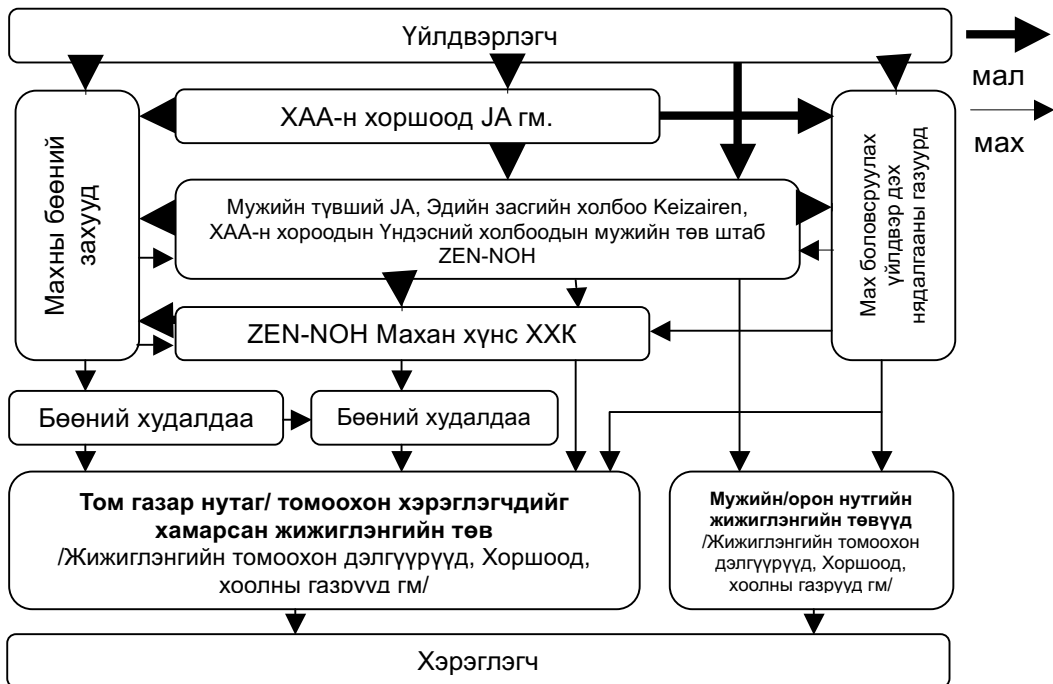 Үйлдвэрлэгч
мал
мах
ХАА-н хоршоод JA гм.
Махны бөөний
захууд
Мужийн түвший JA, Эдийн засгийн холбоо Keizairen,
ХАА-н хороодын Үндэсний холбоодын мужийн төв штаб
ZEN-NOH
Мах боловсруулах
үйлдвэр дэх
нядалгааны газуурд
ZEN-NOH Махан хүнс ХХК
Бөөний худалдаа
Бөөний худалдаа
Том газар нутаг/ томоохон хэрэглэгчдийг
хамарсан жижиглэнгийн төв
/Жижиглэнгийн томоохон дэлгүүрүүд, Хоршоод,
хоолны газрууд гм/
Мужийн/орон нутгийн
жижиглэнгийн төвүүд
/Жижиглэнгийн томоохон
дэлгүүрүүд, Хоршоод,
хоолны газрууд гм/
Хэрэглэгч